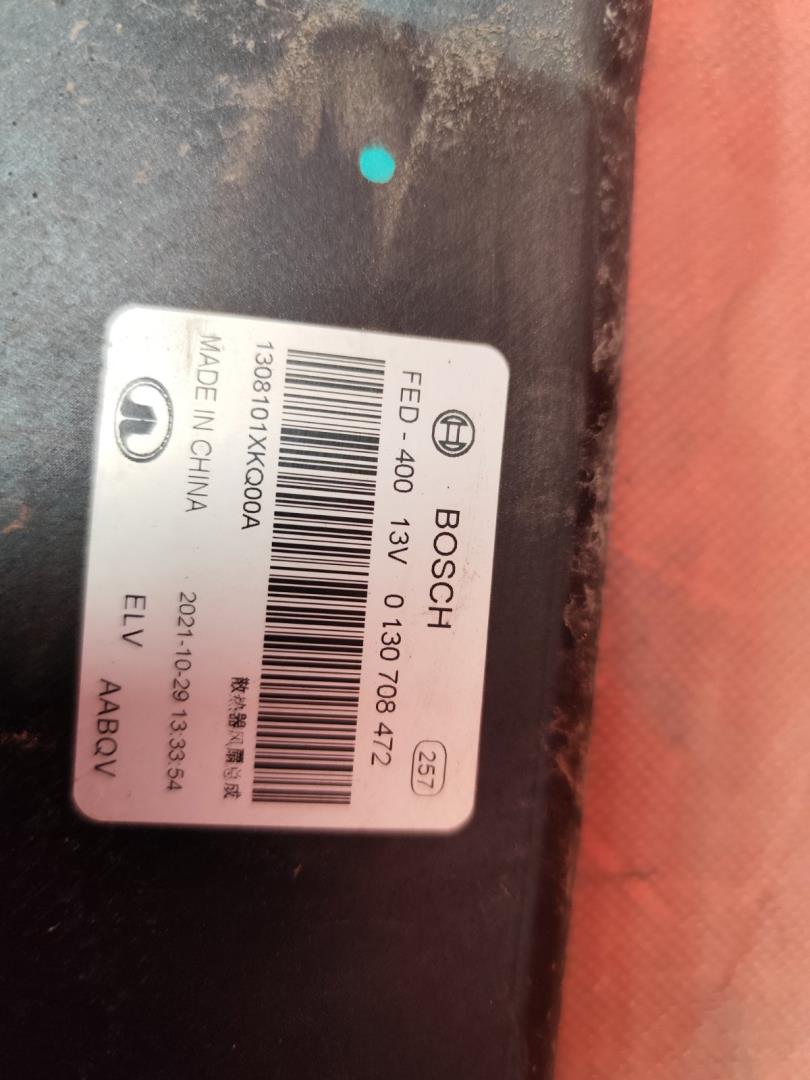 BOSCH
257
FED - 400 13V 0 130 708 472
1308101XKQ00A
散热器风扇总成
MADE IN CHINA
2021-10-29 13:33:54
ELV AABQV